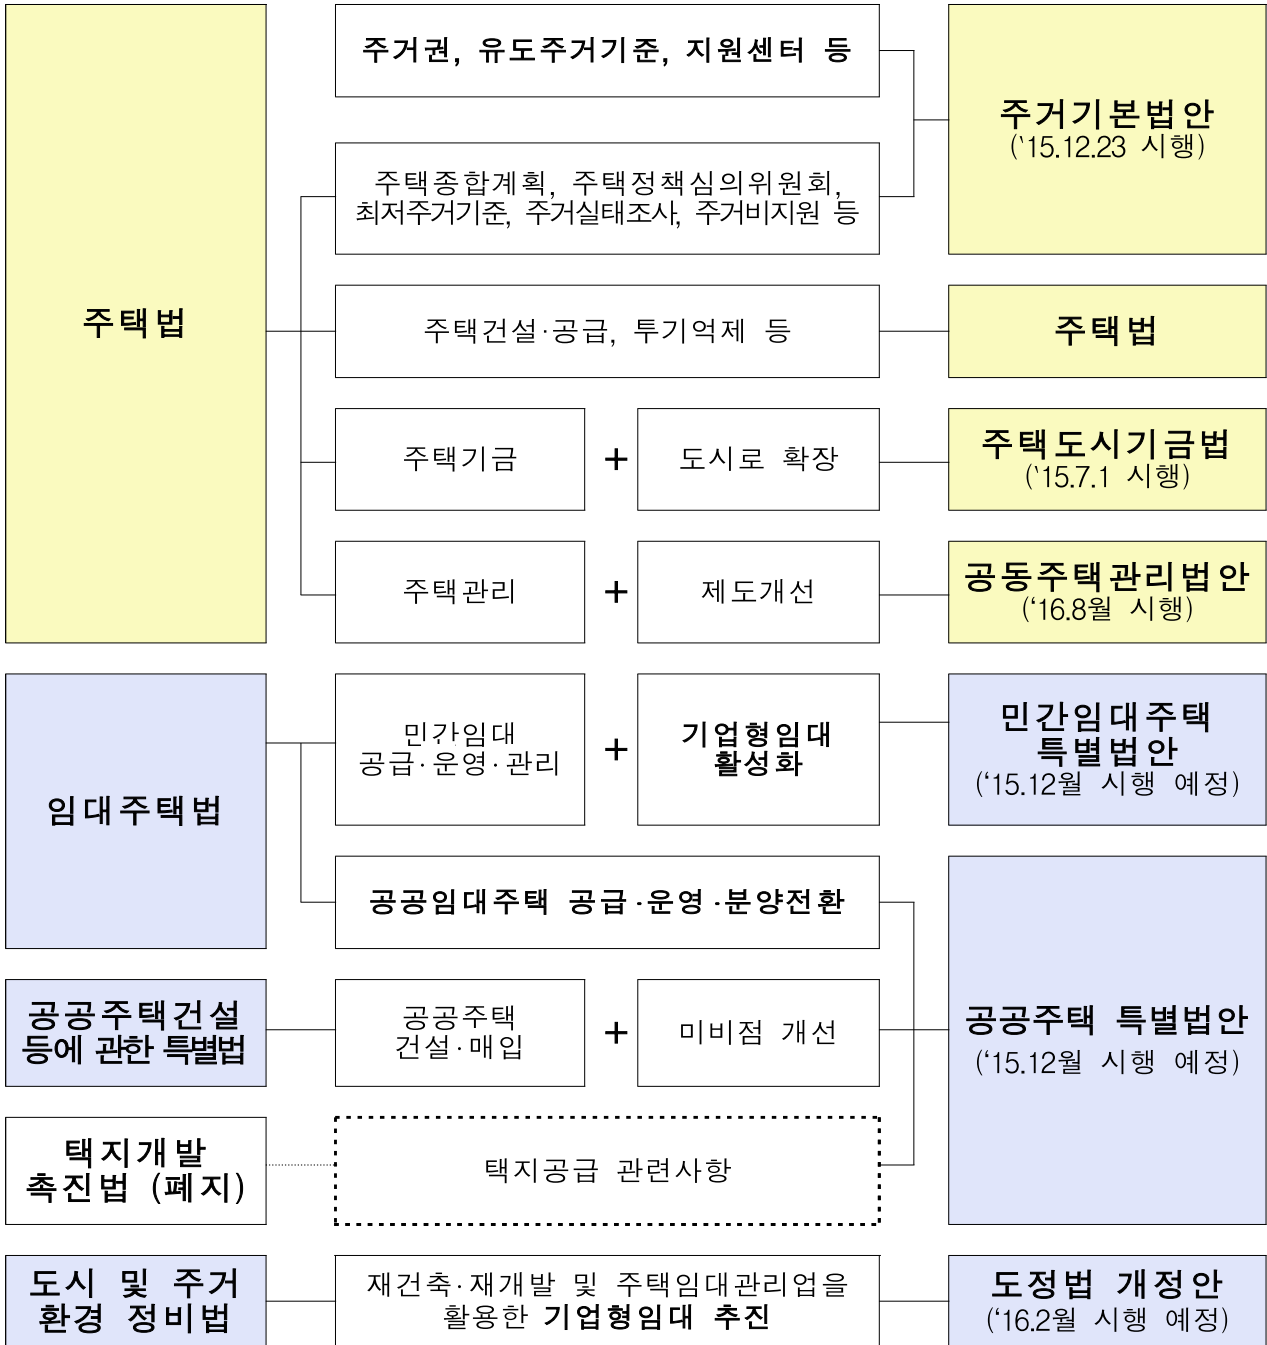 주거권, 유도주거기준, 지원센터 등
주거기본법안
(‘15.12.23 시행)
주택종합계획, 주택정책심의위원회,
최저주거기준, 주거실태조사, 주거비지원 등
주택법
주택건설·공급, 투기억제 등
주택법
주택기금
+
도시로 확장
주택도시기금법
(‘15.7.1 시행)
주택관리
+
제도개선
공동주택관리법안
(‘16.8월 시행)
임대주택법
민간임대
공급·운영·관리
+
기업형임대
활성화
민간임대주택
특별법안
(‘15.12월 시행 예정)
공공임대주택 공급·운영·분양전환
공공주택건설
등에 관한 특별법
공공주택
건설·매입
+
미비점 개선
공공주택 특별법안
(‘15.12월 시행 예정)
택지개발
촉진법 (폐지)
택지공급 관련사항
도시 및 주거
환경 정비법
재건축·재개발 및 주택임대관리업을
활용한 기업형임대 추진
도정법 개정안
(‘16.2월 시행 예정)